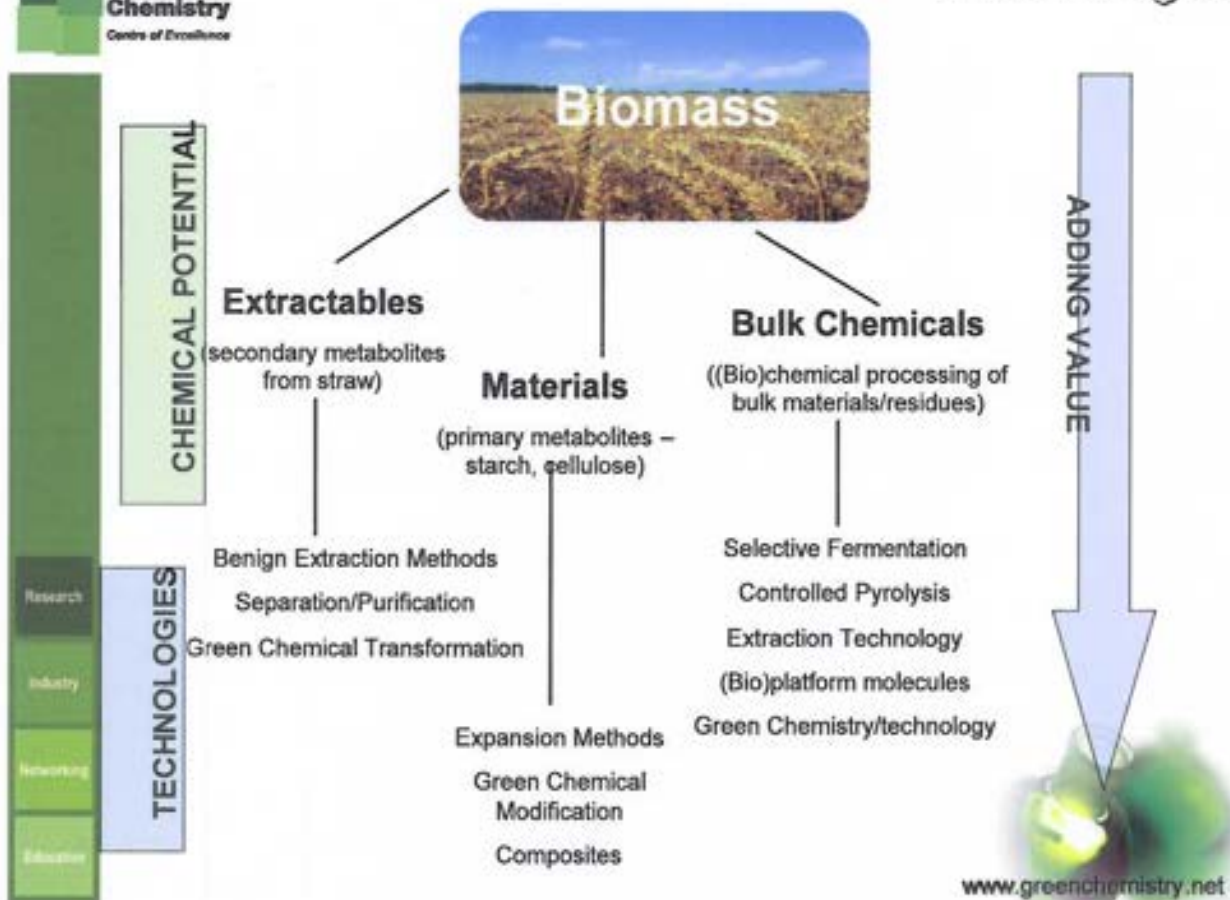 Chemistry
Centre of Excellence
Biomass
CHEMICAL POTENTIAL
ADDING VALUE
Extractables
(secondary metabolites
from straw)
Materials
(primary metabolites –
starch, cellulose)
Bulk Chemicals
((Bio)chemical processing of
bulk materials/residues)
TECHNOLOGIES
Benign Extraction Methods
Separation/Purification
Green Chemical Transformation
Expansion Methods
Green Chemical
Modification
Composites
Selective Fermentation
Controlled Pyrolysis
Extraction Technology
(Bio)platform molecules
Green Chemistry/technology
Research
Industry
Networking
Education
www.greenchemistry.net